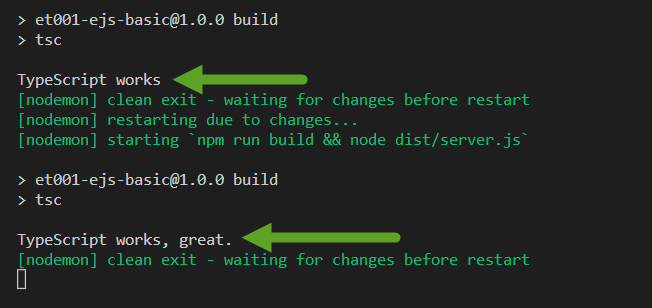 > et001-ejs-basic@1.0.0 build
> tsc
TypeScript works
[nodemon] clean exit - waiting for changes before restart
[nodemon] restarting due to changes...
[nodemon] starting `npm run build && node dist/server.js`
> et001-ejs-basic@1.0.0 build
> tsc
TypeScript works, great.
[nodemon] clean exit - waiting for changes before restart